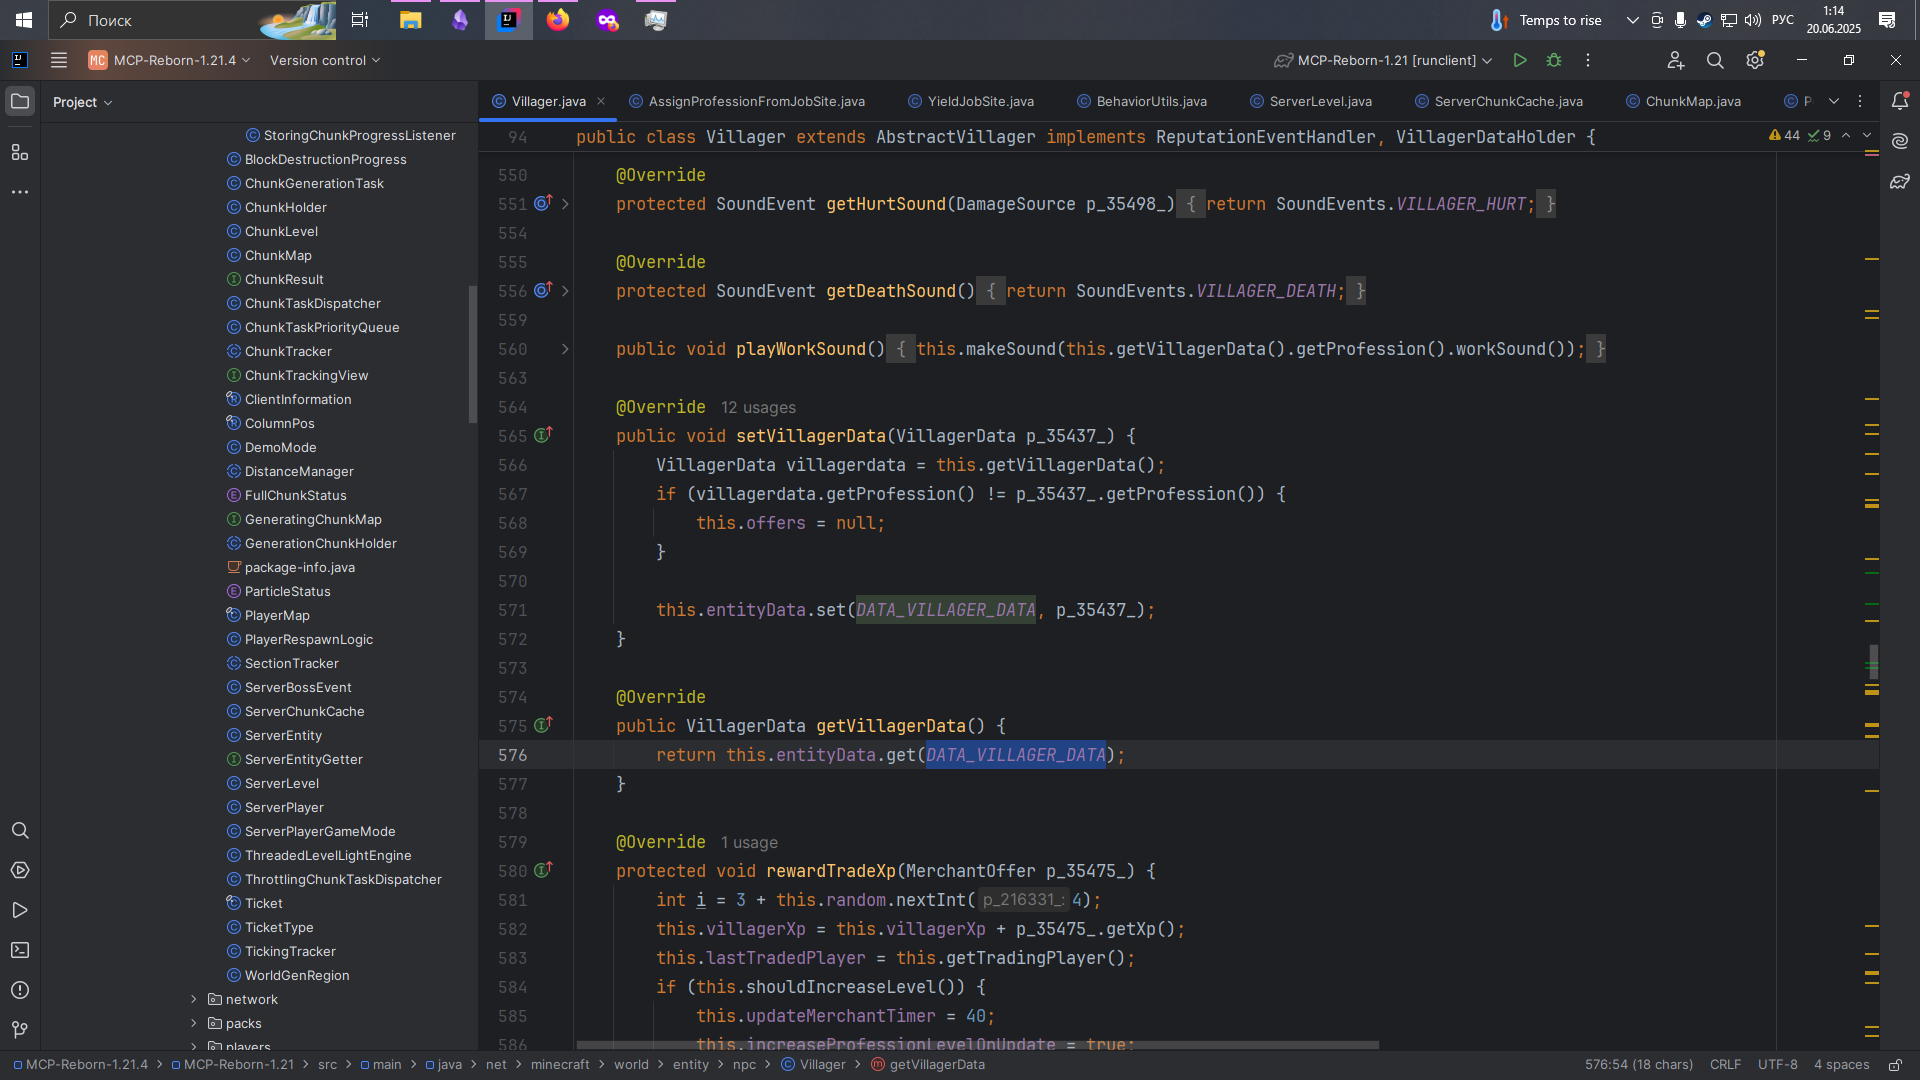 Поиск
Temps to rise
РУС
1:14
20.06.2025
MC MCP-Reborn-1.21.4
Version control
MCP-Reborn-1.21 [runclient]
Project
Villager.java
AssignProfessionFromJobSite.java
YieldJobSite.java
BehaviorUtils.java
ServerLevel.java
ServerChunkCache.java
ChunkMap.java
StoringChunkProgressListener
BlockDestructionProgress
ChunkGenerationTask
ChunkHolder
ChunkLevel
ChunkMap
ChunkResult
ChunkTaskDispatcher
ChunkTaskPriorityQueue
ChunkTracker
ChunkTrackingView
ClientInformation
ColumnPos
DemoMode
DistanceManager
FullChunkStatus
GeneratingChunkMap
GenerationChunkHolder
package-info.java
ParticleStatus
PlayerMap
PlayerRespawnLogic
SectionTracker
ServerBossEvent
ServerChunkCache
ServerEntity
ServerEntityGetter
ServerLevel
ServerPlayer
ServerPlayerGameMode
ThreadedLevelLightEngine
ThrottlingChunkTaskDispatcher
Ticket
TicketType
TickingTracker
WorldGenRegion
network
packs
players
94 public class Villager extends AbstractVillager implements ReputationEventHandler, VillagerDataHolder {
44 9
550 @Override
551 protected SoundEvent getHurtSound(DamageSource p_35498_) { return SoundEvents.VILLAGER_HURT; }
554
555 @Override
556 protected SoundEvent getDeathSound() { return SoundEvents.VILLAGER_DEATH; }
559
560 public void playWorkSound() { this.makeSound(this.getVillagerData().getProfession().workSound()); }
563
564 @Override 12 usages
565 public void setVillagerData(VillagerData p_35437_) {
566 VillagerData villagerdata = this.getVillagerData();
567 if (villagerdata.getProfession() != p_35437_.getProfession()) {
568 this.offers = null;
569 }
570
571 this.entityData.set(DATA_VILLAGER_DATA, p_35437_);
572 }
573
574 @Override
575 public VillagerData getVillagerData() {
576 return this.entityData.get(DATA_VILLAGER_DATA);
577 }
578
579 @Override 1 usage
580 protected void rewardTradeXp(MerchantOffer p_35475_) {
581 int i = 3 + this.random.nextInt( p_216331_: 4);
582 this.villagerXp = this.villagerXp + p_35475_.getXp();
583 this.lastTradedPlayer = this.getTradingPlayer();
584 if (this.shouldIncreaseLevel()) {
585 this.updateMerchantTimer = 40;
586 this.increaseProfessionLevelOnUpdate = true;
MCP-Reborn-1.21.4 > MCP-Reborn-1.21 > src > main > java > net > minecraft > world > entity > npc > Villager > getVillagerData
576:54 (18 chars) CRLF UTF-8 4 spaces